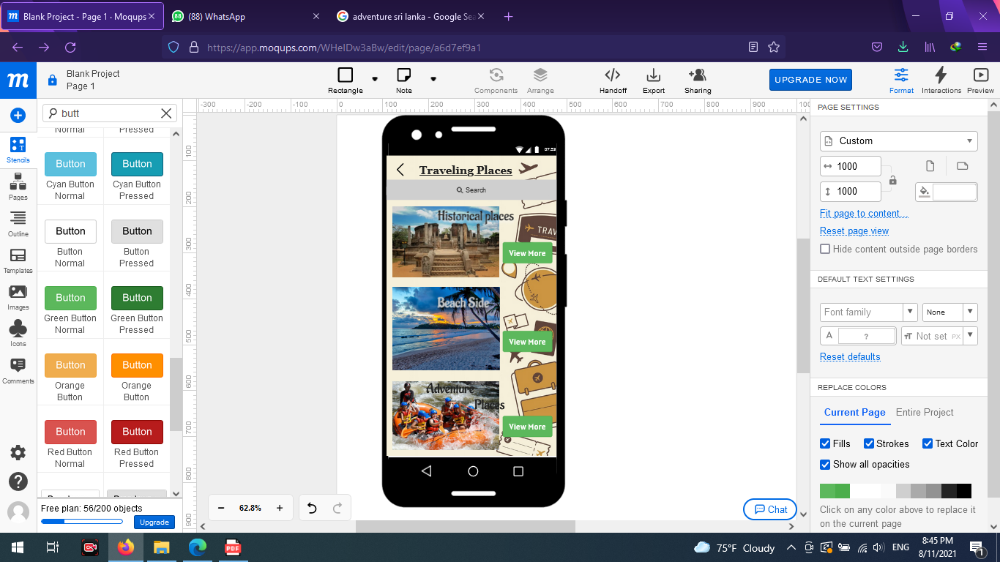 Blank Project - Page 1 · Moqups
(88) WhatsApp
adventure sri lanka - Google Sea
https://app.moqups.com/WHeIDw3aBw/edit/page/a6d7ef9a1
m
Blank Project
Page 1
Rectangle
Note
Components
Arrange
Handoff
Export
Sharing
UPGRADE NOW
Format
Interactions
Preview
Stencils
Pages
Outline
Templates
Images
Icons
Comments
butt
Normal
Pressed
Button
Button
Cyan Button
Normal
Cyan Button
Pressed
Button
Button
Button
Normal
Button
Pressed
Button
Button
Green Button
Normal
Green Button
Pressed
Button
Button
Orange
Button
Orange
Button
Button
Button
Red Button
Normal
Red Button
Pressed
Free plan: 56/200 objects
Upgrade
-300
-200
-100
0
100
200
300
400
500
600
700
800
900
100
100
200
300
400
500
600
700
800
900
07:53
Traveling Places
Search
Historical places
TRAV
View More
Beach Side
View More
Adventure
Places
View More
62.8%
Chat
PAGE SETTINGS
Custom
1000
1000
Fit page to content...
Reset page view
Hide content outside page borders
DEFAULT TEXT SETTINGS
Font family
None
A
?
Not set
PX
Reset defaults
REPLACE COLORS
Current Page
Entire Project
Fills
Strokes
Text Color
Show all opacities
Click on any color above to replace it
on the current page
75°F Cloudy
ENG
8:45 PM
8/11/2021
1
PDF